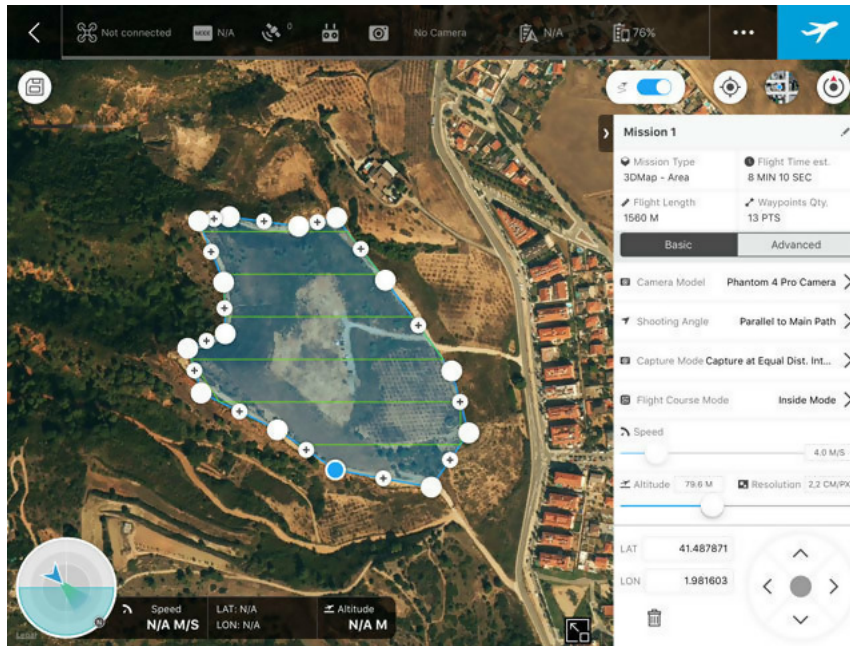 Not connected MODE N/A 0 No Camera N/A 76%
Mission 1
Mission Type Flight Time est.
3DMap - Area 8 MIN 10 SEC
Flight Length Waypoints Qty.
1560 M 13 PTS
Basic Advanced
Camera Model Phantom 4 Pro Camera
Shooting Angle Parallel to Main Path
Capture Mode Capture at Equal Dist. Int...
Flight Course Mode Inside Mode
Speed
4.0 M/S
Altitude 79.6 M Resolution 2,2 CM/PX
LAT 41.487871
LON 1.981603
Speed LAT: N/A Altitude
N/A M/S LON: N/A N/A M
Legal